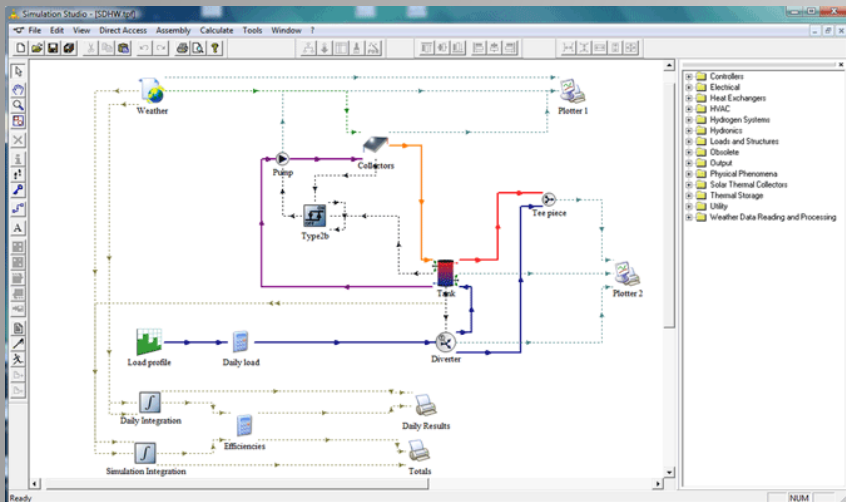 Simulation Studio - [SDHW.tpf]
File Edit View Direct Access Assembly Calculate Tools Window ?
Weather
Plotter 1
Collectors
Pump
Type2b
Tee piece
Tank
Plotter 2
Load profile
Daily load
Diverter
Daily Integration
Efficiencies
Daily Results
Simulation Integration
Totals
Controllers
Electrical
Heat Exchangers
HVAC
Hydrogen Systems
Hydronics
Loads and Structures
Obsolete
Output
Physical Phenomena
Solar Thermal Collectors
Thermal Storage
Utility
Weather Data Reading and Processing
Ready
NUM